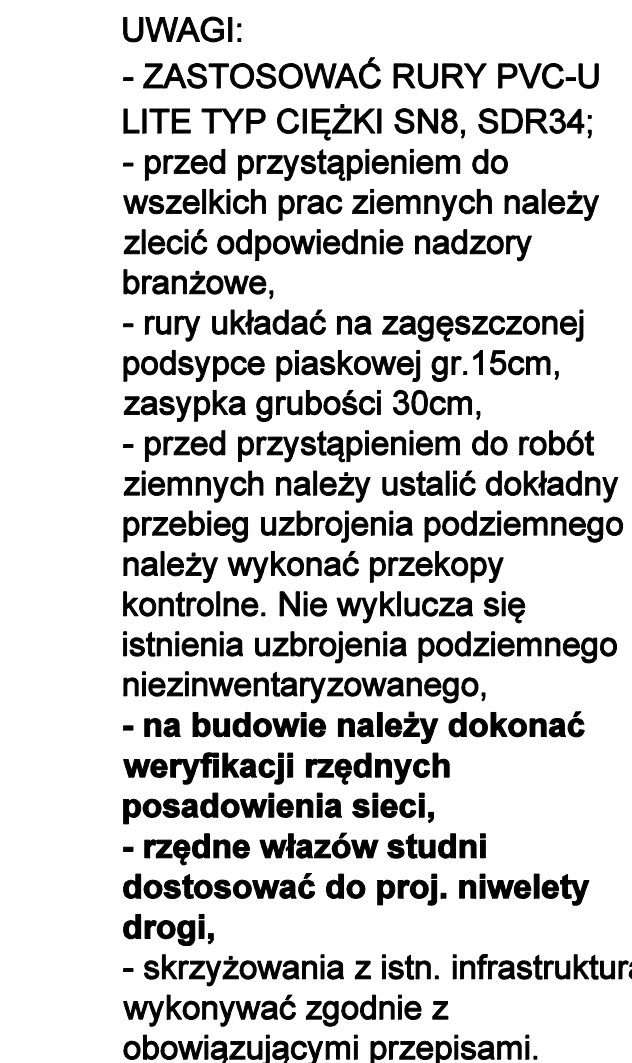 UWAGI:
- ZASTOSOWAĆ RURY PVC-U
LITE TYP CIĘŻKI SN8, SDR34;
- przed przystąpieniem do
wszelkich prac ziemnych należy
zlecić odpowiednie nadzory
branżowe,
- rury układać na zagęszczonej
podsypce piaskowej gr.15cm,
zasypka grubości 30cm,
- przed przystąpieniem do robót
ziemnych należy ustalić dokładny
przebieg uzbrojenia podziemnego
należy wykonać przekopy
kontrolne. Nie wyklucza się
istnienia uzbrojenia podziemnego
niezinwentaryzowanego,
- na budowie należy dokonać
weryfikacji rzędnych
posadowienia sieci,
- rzędne włazów studni
dostosować do proj. niwelety
drogi,
- skrzyżowania z istn. infrastrukturą
wykonywać zgodnie z
obowiązującymi przepisami.